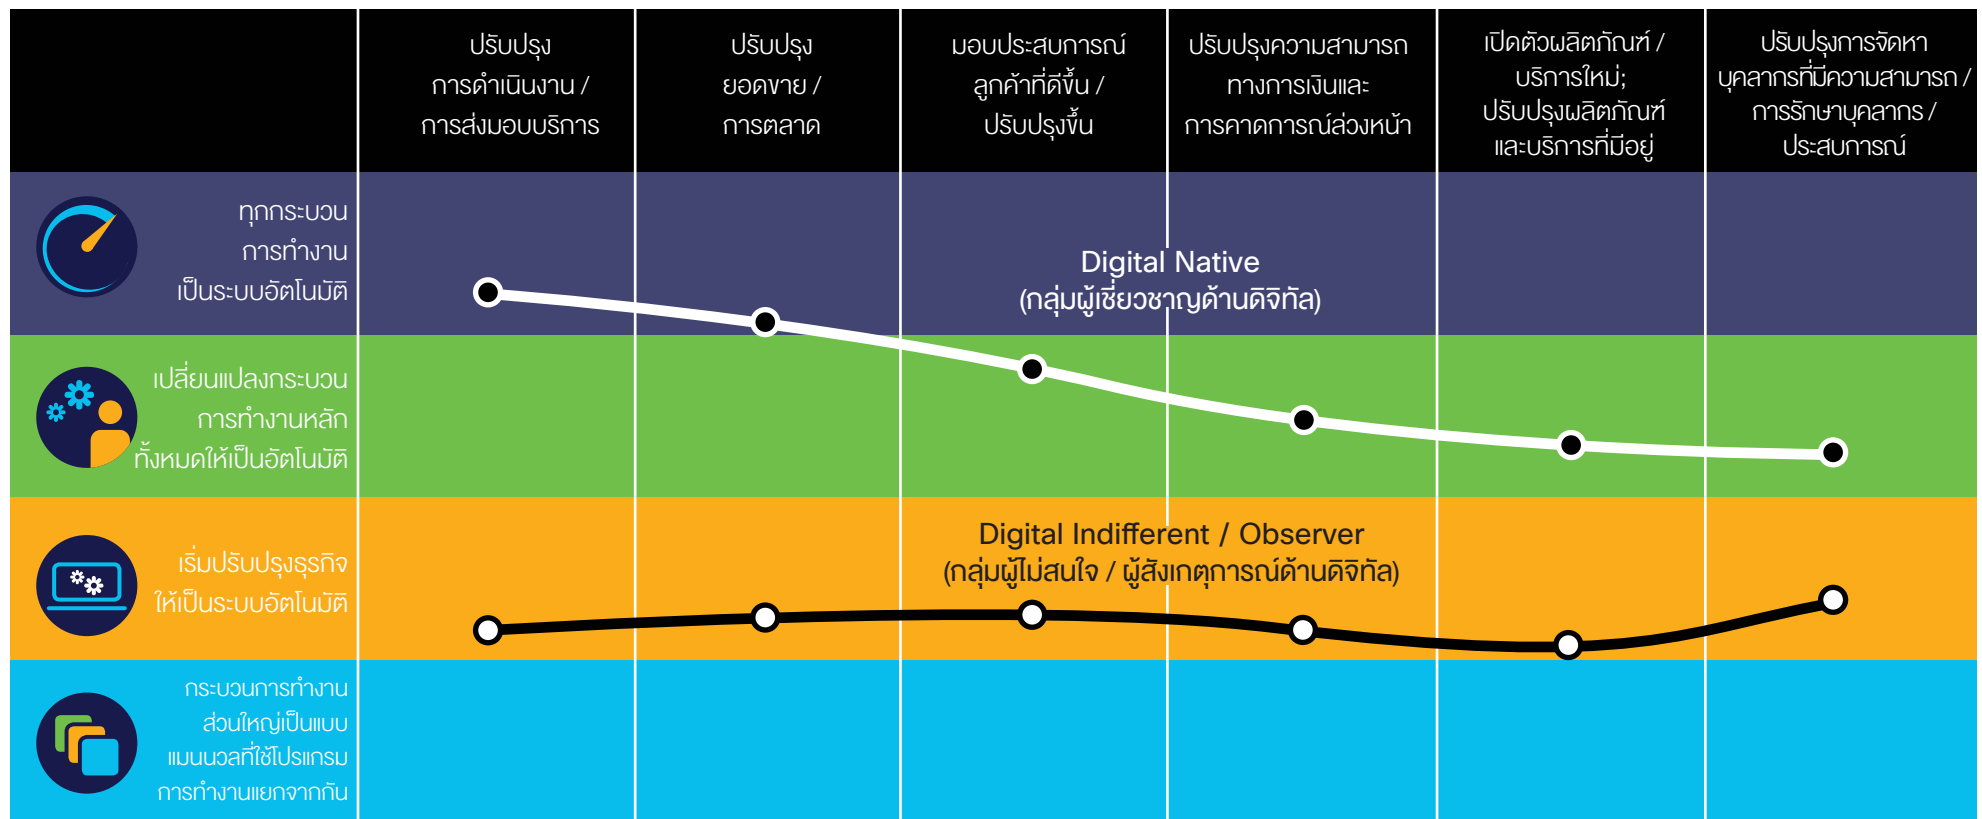 ปรับปรุง
การดำเนินงาน /
การส่งมอบบริการ
ปรับปรุง
ยอดขาย /
การตลาด
มอบประสบการณ์
ลูกค้าที่ดีขึ้น /
ปรับปรุงขึ้น
ปรับปรุงความสามารถ
ทางการเงินและ
การคาดการณ์ล่วงหน้า
เปิดตัวผลิตภัณฑ์ /
บริการใหม่;
ปรับปรุงผลิตภัณฑ์
และบริการที่มีอยู่
ปรับปรุงการจัดหา
บุคลากรที่มีความสามารถ /
การรักษาบุคลากร /
ประสบการณ์
ทุกกระบวน
การทำงาน
เป็นระบบอัตโนมัติ
Digital Native
(กลุ่มผู้เชี่ยวชาญด้านดิจิทัล)
เปลี่ยนแปลงกระบวน
การทำงานหลัก
ทั้งหมดให้เป็นอัตโนมัติ
เริ่มปรับปรุงธุรกิจ
ให้เป็นระบบอัตโนมัติ
Digital Indifferent / Observer
(กลุ่มผู้ไม่สนใจ / ผู้สังเกตุการณ์ด้านดิจิทัล)
กระบวนการทำงาน
ส่วนใหญ่เป็นแบบ
แมนนวลที่ใช้โปรแกรม
การทำงานแยกจากกัน